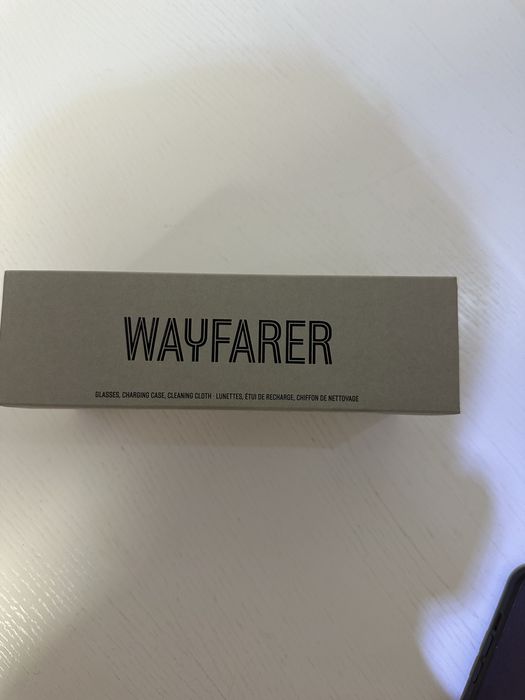 WAYFARER
GLASSES, CHARGING CASE, CLEANING CLOTH · LUNETTES, ÉTUI DE RECHARGE, CHIFFON DE NETTOYAGE